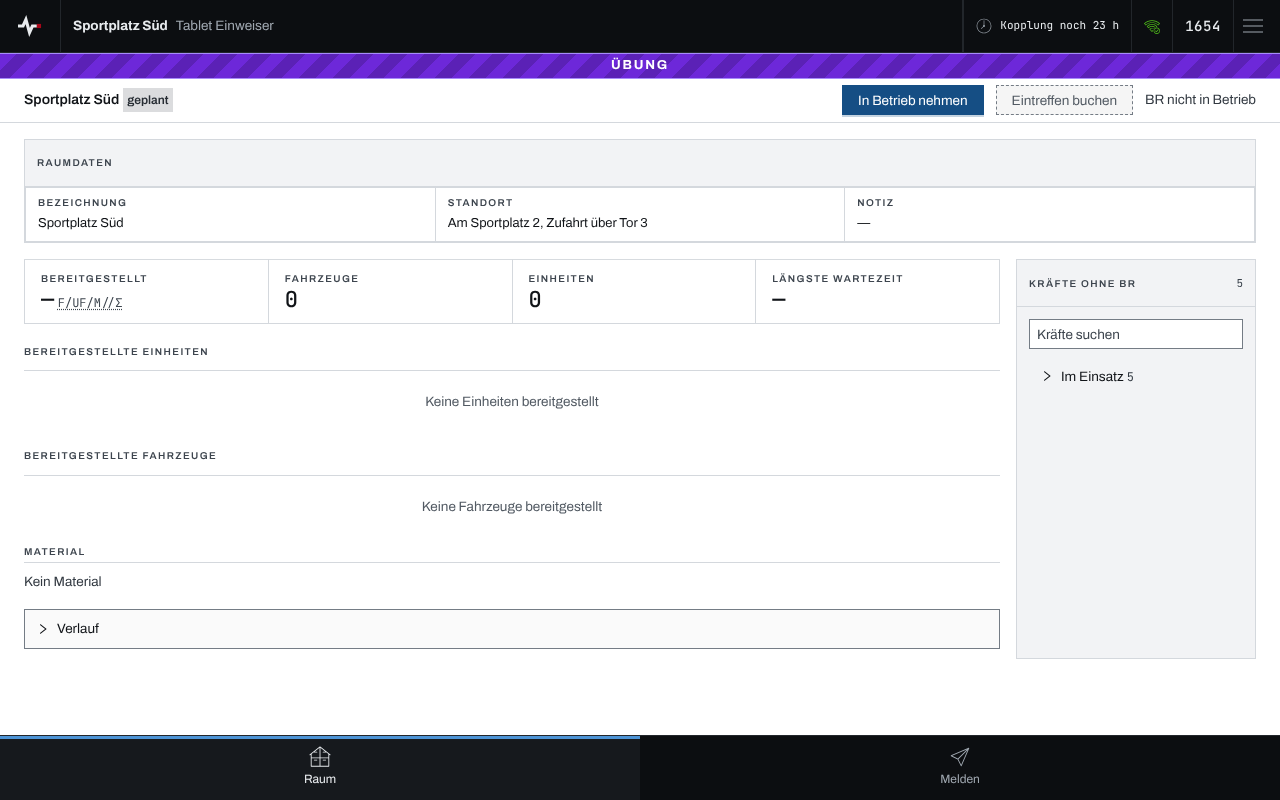 Sportplatz Süd Tablet Einweiser
Kopplung noch 23 h
1654
ÜBUNG
Sportplatz Süd geplant
In Betrieb nehmen
Eintreffen buchen
BR nicht in Betrieb
RAUMDATEN
BEZEICHNUNG
Sportplatz Süd
STANDORT
Am Sportplatz 2, Zufahrt über Tor 3
NOTIZ
—
BEREITGESTELLT
— F/UF/M//Σ
FAHRZEUGE
0
EINHEITEN
0
LÄNGSTE WARTEZEIT
—
KRÄFTE OHNE BR 5
Kräfte suchen
Im Einsatz 5
BEREITGESTELLTE EINHEITEN
Keine Einheiten bereitgestellt
BEREITGESTELLTE FAHRZEUGE
Keine Fahrzeuge bereitgestellt
MATERIAL
Kein Material
Verlauf
Raum
Melden